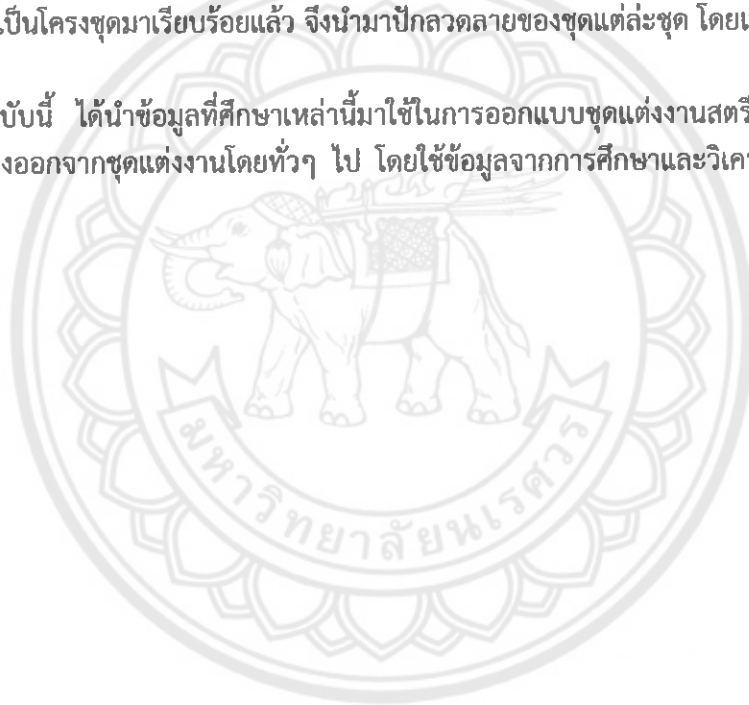 เป็นโครงชุดมาเรียบร้อยแล้ว จึงนำมาปักลวดลายของชุดแต่ล่ะชุด โดยเ
บับนี้ ได้นำข้อมูลที่ศึกษาเหล่านี้มาใช้ในการออกแบบชุดแต่งงานสตรี
งออกจากชุดแต่งงานโดยทั่วๆ ไป โดยใช้ข้อมูลจากการศึกษาและวิเคร
มหาวิทยาลัยนเรศวร